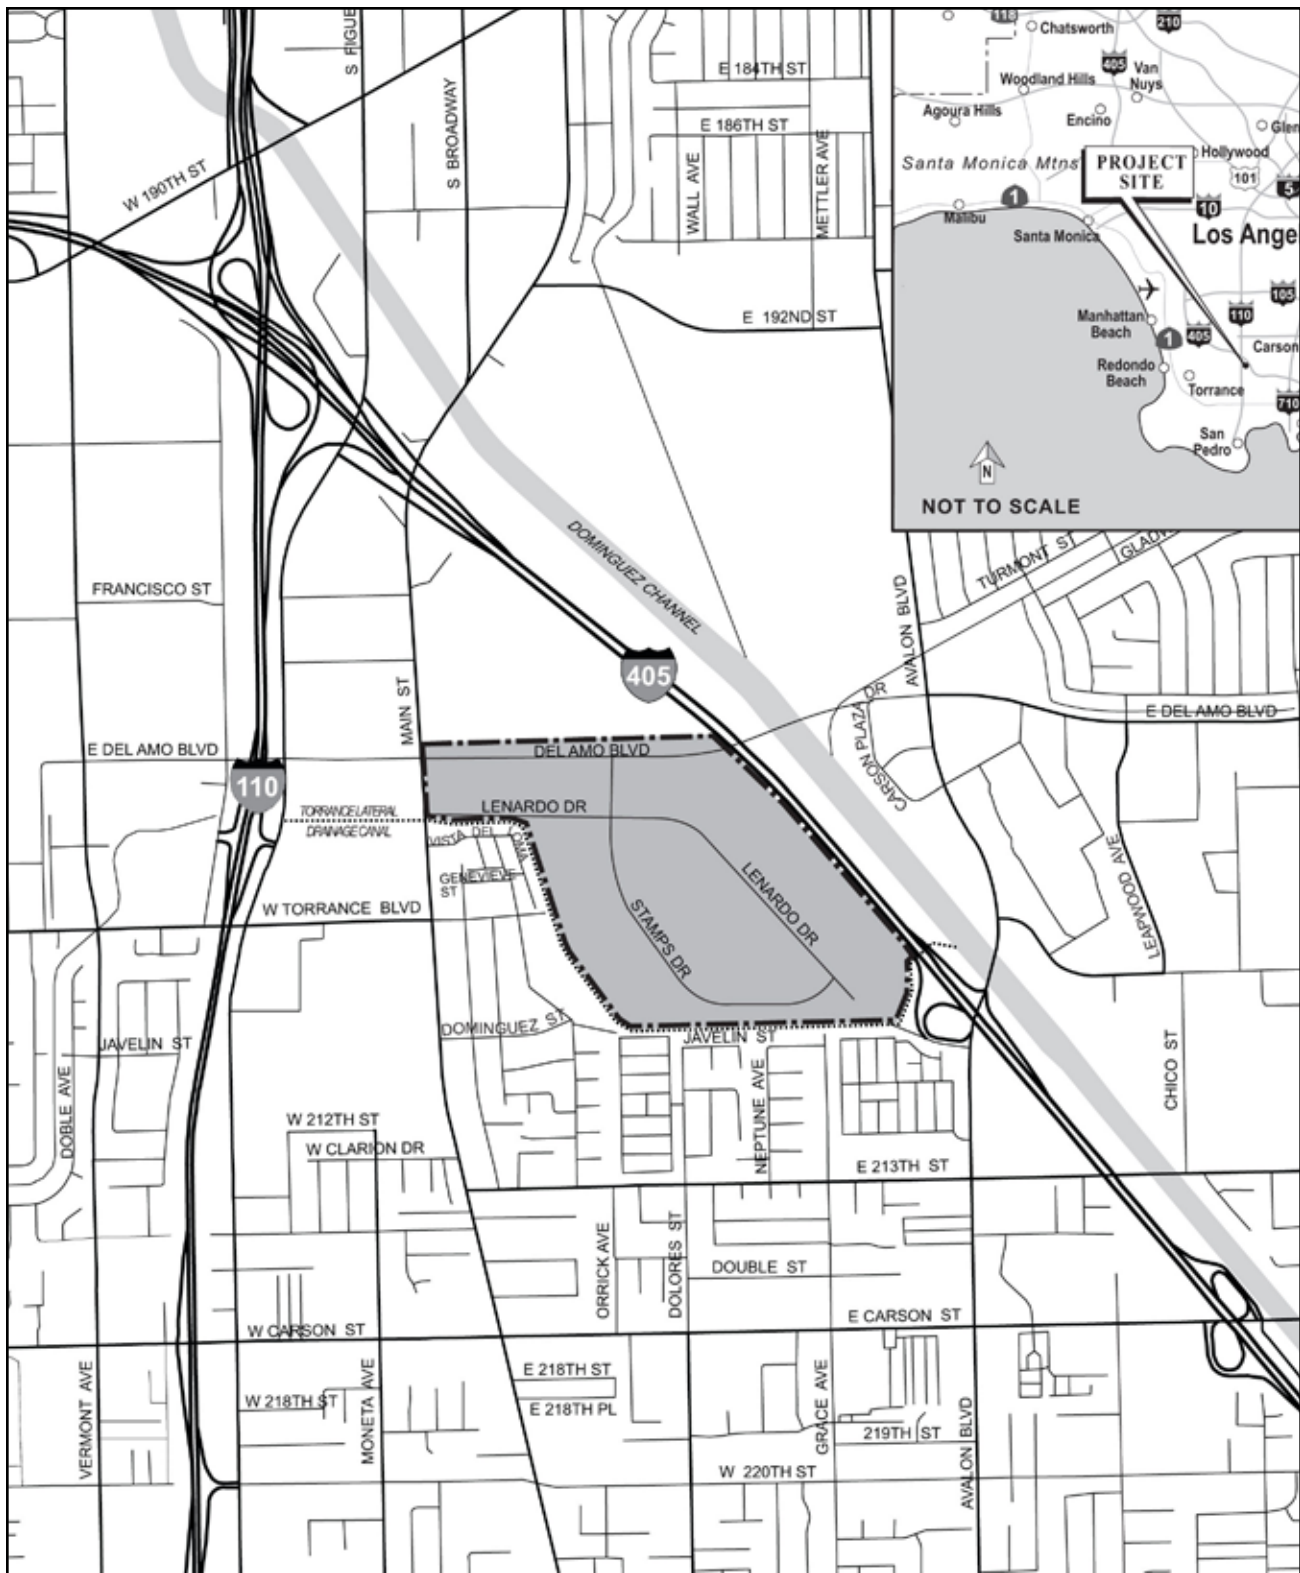 S FIGUE
S BROADWAY
E 184TH ST
E 186TH ST
WALL AVE
METTLER AVE
W 190TH ST
E 192ND ST
118
Chatsworth
210
405
Woodland Hills
Van
Nuys
Agoura Hills
Encino
Glen
Santa Monica Mtns
PROJECT
SITE
Hollywood
101
5
1
Malibu
10
Santa Monica
Los Ange
105
110
Manhattan
Beach
1
405
Carson
Redondo
Beach
Torrance
710
San
Pedro
N
NOT TO SCALE
DOMINGUEZ CHANNEL
TURMONT ST
GLADW
AVALON BLVD
FRANCISCO ST
405
MAIN ST
CARSON PLAZA DR
E DEL AMO BLVD
E DEL AMO BLVD
DEL AMO BLVD
110
TORRANCE LATERAL
DRAINAGE CANAL
LENARDO DR
VISTA DEL LOMA
GENEVIEVE
ST
LENARDO DR
LEAPWOOD AVE
W TORRANCE BLVD
STAMPS DR
DOMINGUEZ ST
JAVELIN ST
JAVELIN ST
DOBLE AVE
NEPTUNE AVE
CHICO ST
W 212TH ST
W CLARION DR
E 213TH ST
ORRICK AVE
DOLORES ST
DOUBLE ST
E CARSON ST
W CARSON ST
VERMONT AVE
MONETA AVE
E 218TH ST
W 218TH ST
E 218TH PL
GRACE AVE
219TH ST
AVALON BLVD
W 220TH ST